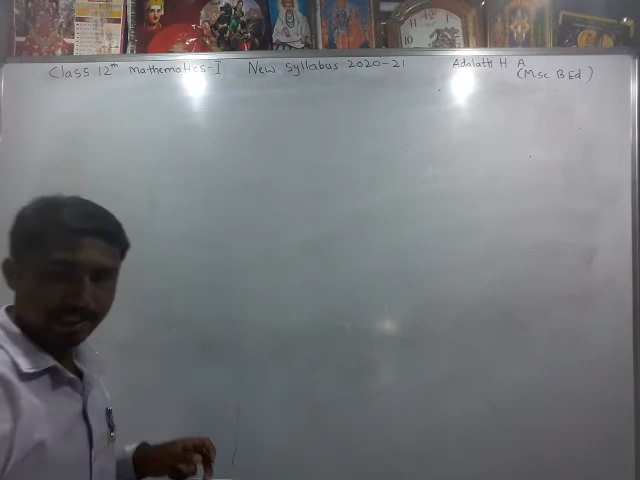 Class 12th mathematics-I New Syllabus 2020-21 Adalatti H A
(M.sc B Ed )